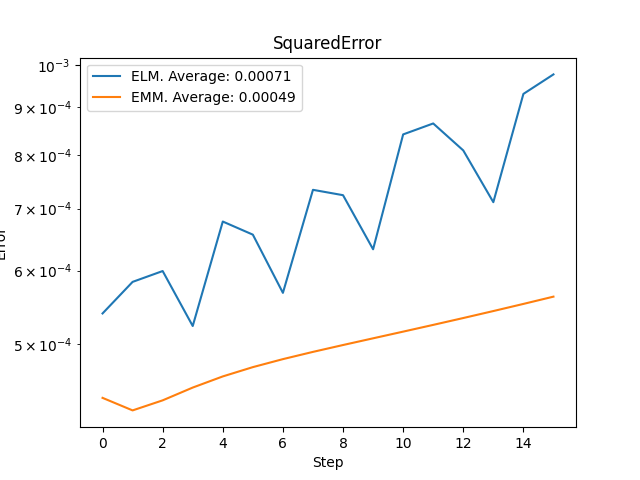 SquaredError
ELM. Average: 0.00071
EMM. Average: 0.00049
10⁻³
9 × 10⁻⁴
8 × 10⁻⁴
7 × 10⁻⁴
6 × 10⁻⁴
5 × 10⁻⁴
Error
0 2 4 6 8 10 12 14
Step